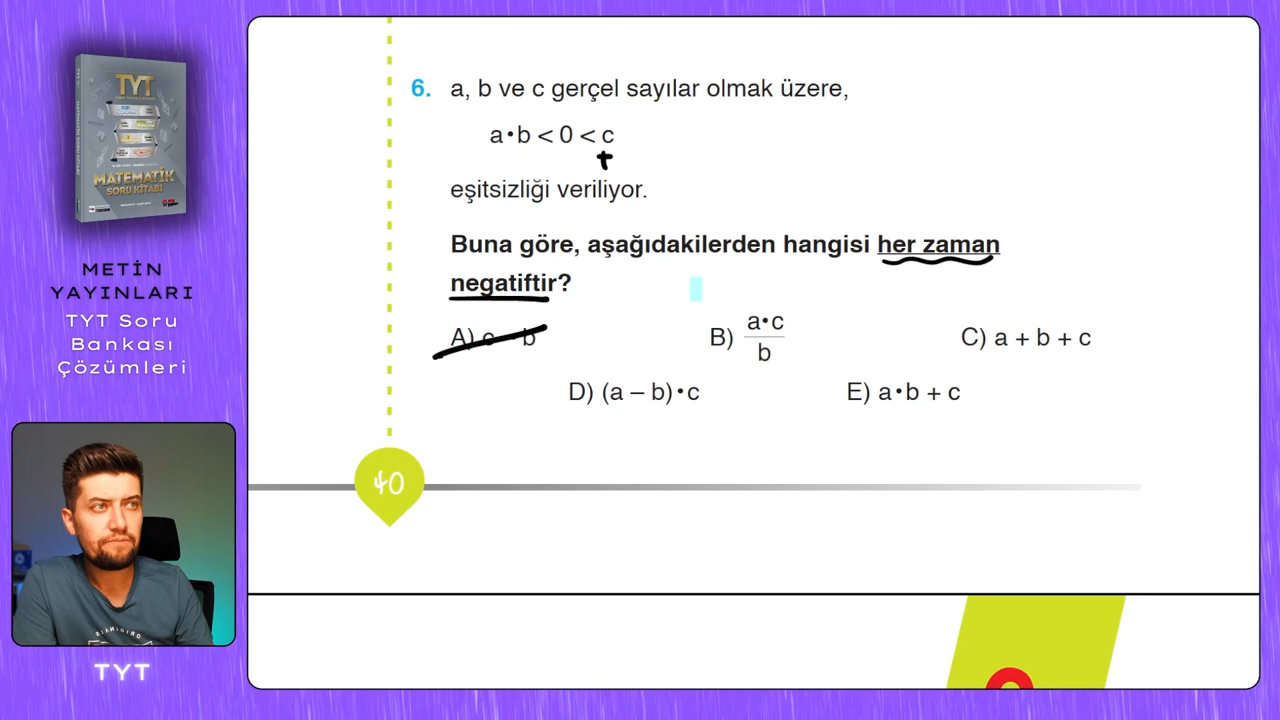 TYT
MATEMATİK
SORU KİTABI
METİN
YAYINLARI
TYT Soru
Bankası
Çözümleri
TYT
6. a, b ve c gerçel sayılar olmak üzere,
a•b < 0 < c
+
eşitsizliği veriliyor.
Buna göre, aşağıdakilerden hangisi her zaman
negatiftir?
A) c – b B) a•c/b C) a + b + c
D) (a – b)•c E) a•b + c
40